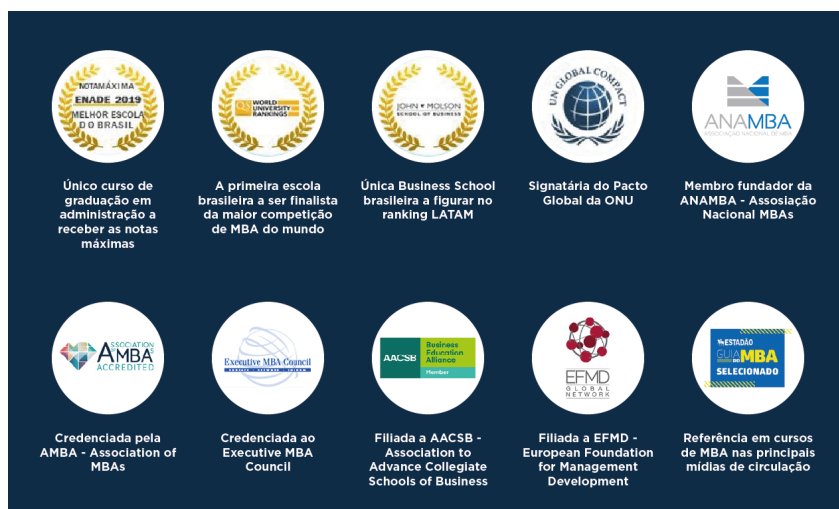 NOTAMÁXIMA
ENADE 2019
MELHOR ESCOLA
DO BRASIL
Único curso de
graduação em
administração a
receber as notas
máximas
QS WORLD
UNIVERSITY
RANKINGS
A primeira escola
brasileira a ser finalista
da maior competição
de MBA do mundo
JOHN MOLSON
SCHOOL OF BUSINESS
Única Business School
brasileira a figurar no
ranking LATAM
UN GLOBAL COMPACT
Signatária do Pacto
Global da ONU
ANAMBA
ASSOCIAÇÃO NACIONAL DE MBA
Membro fundador da
ANAMBA - Assosiação
Nacional MBAs
ASSOCIATION
AMBA
ACCREDITED
Credenciada pela
AMBA - Association of
MBAs
Executive MBA Council
Credenciada ao
Executive MBA
Council
AACSB
Business
Education
Alliance
Member
Filiada a AACSB -
Association to
Advance Collegiate
Schools of Business
EFMD
GLOBAL
NETWORK
Filiada a EFMD -
European Foundation
for Management
Development
ESTADÃO
GUIA DO MBA
SELECIONADO
Referência em cursos
de MBA nas principais
mídias de circulação